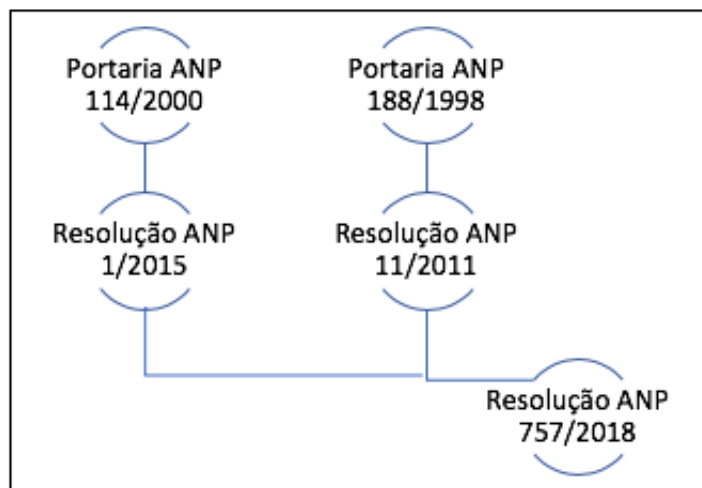 Portaria ANP
114/2000
Portaria ANP
188/1998
Resolução ANP
1/2015
Resolução ANP
11/2011
Resolução ANP
757/2018